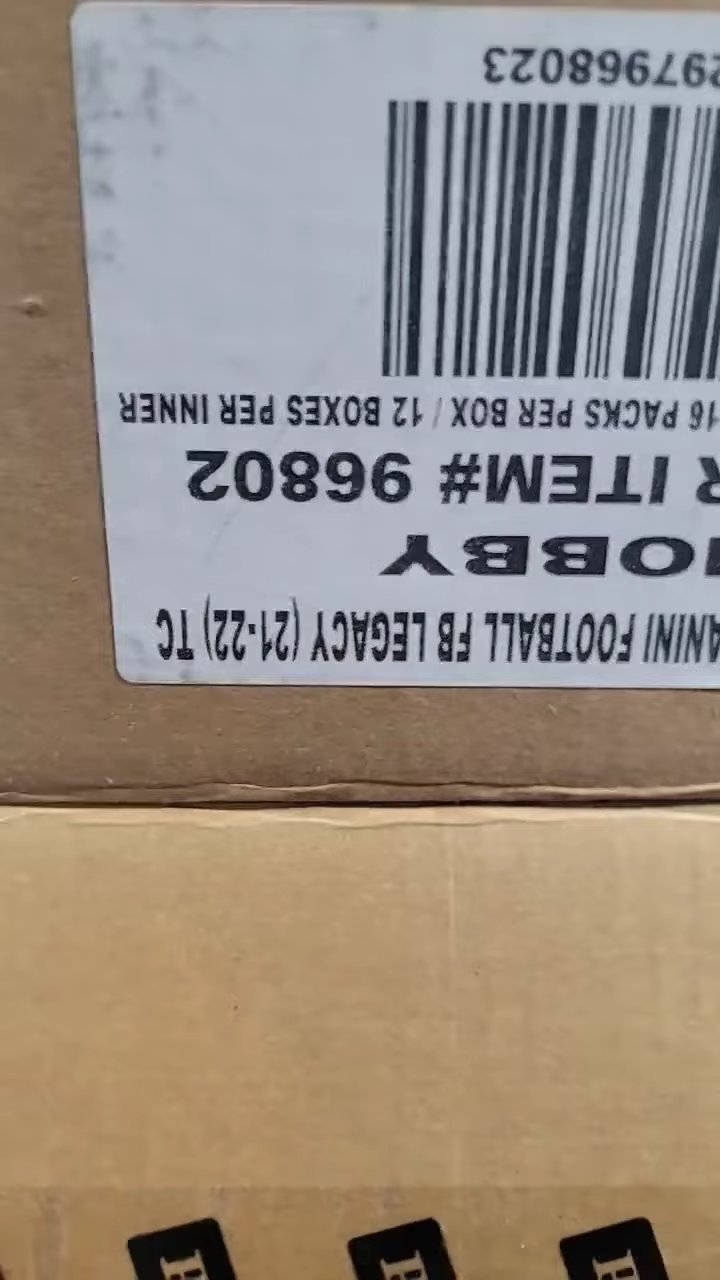 ANINI FOOTBALL FB LEGACY (21-22) TC
HOBBY
R ITEM# 96802
16 PACKS PER BOX / 12 BOXES PER INNER
297968023